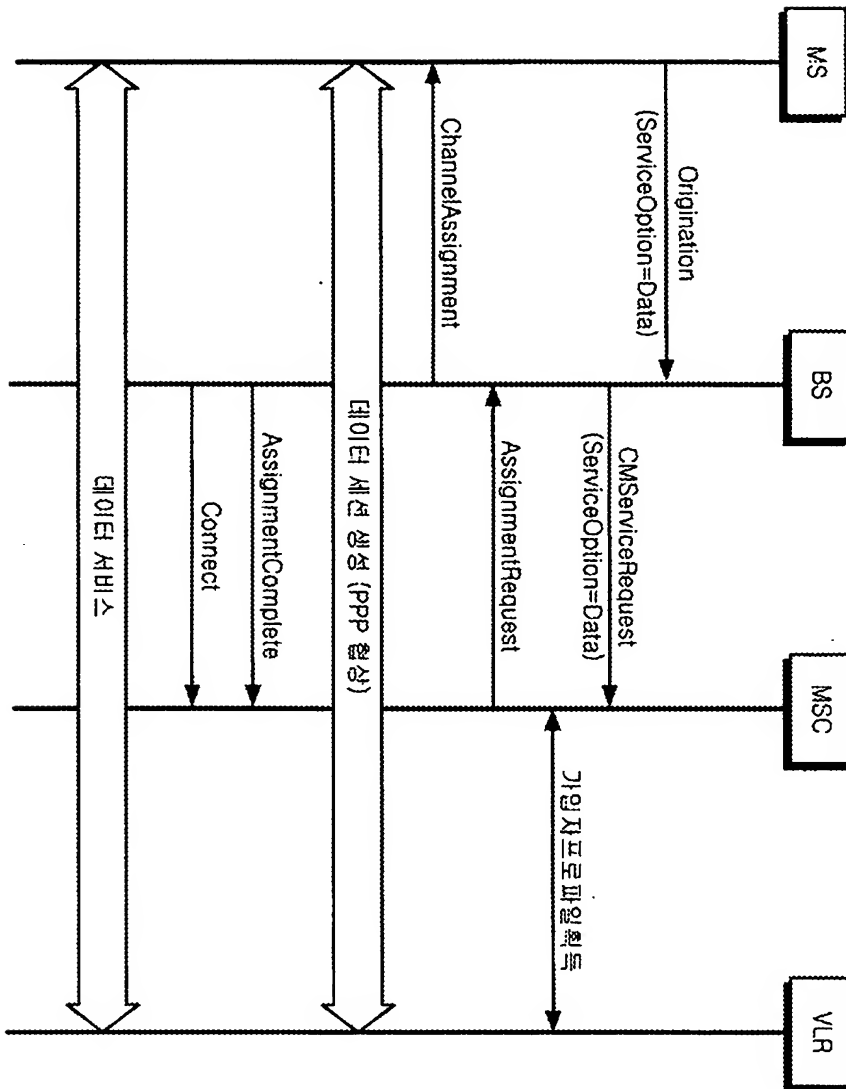 MS
BS
MSC
VLR
Origination
(ServiceOption=Data)
CMServiceRequest
(ServiceOption=Data)
가입자프로파일획득
AssignmentRequest
ChannelAssignment
데이터 세션 생성 (PPP 협상)
AssignmentComplete
Connect
데이터 서비스